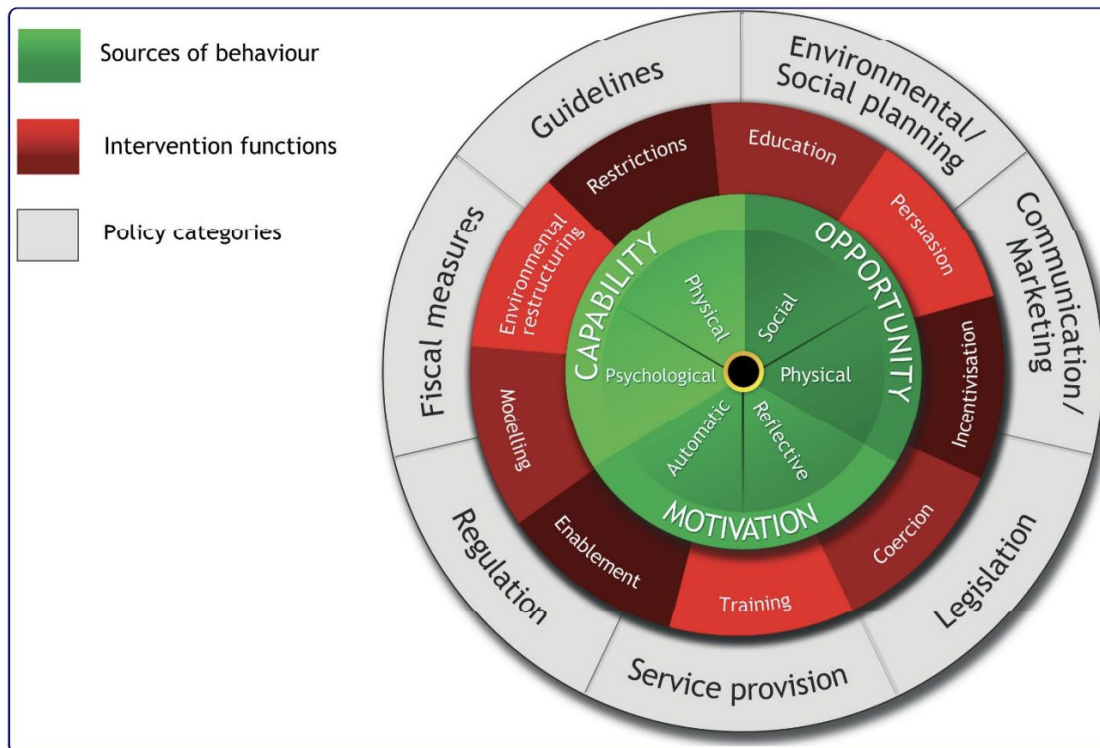 Sources of behaviour
Intervention functions
Policy categories
Guidelines
Environmental/
Social planning
Communication/
Marketing
Legislation
Service provision
Regulation
Fiscal measures
Restrictions
Education
Persuasion
Incentivisation
Coercion
Training
Enablement
Modelling
Environmental
restructuring
CAPABILITY
OPPORTUNITY
MOTIVATION
Physical
Social
Psychological
Physical
Automatic
Reflective